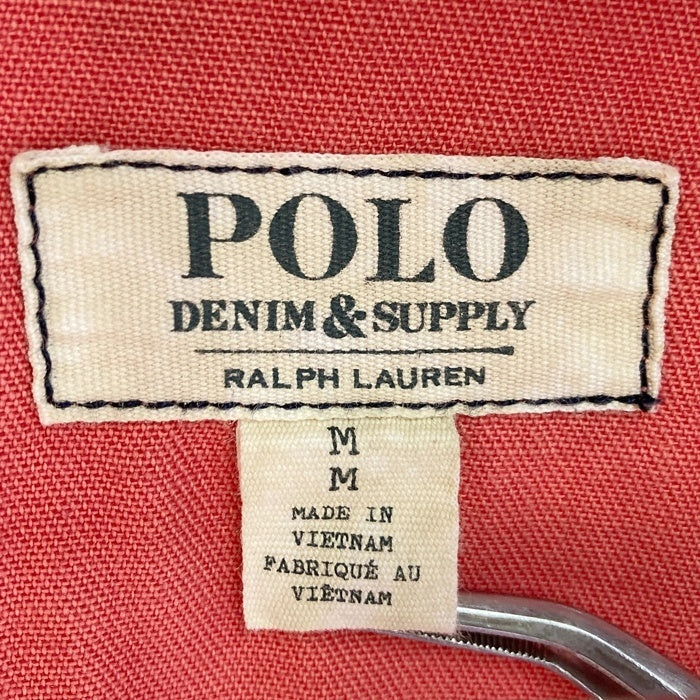 POLO
DENIM & SUPPLY
RALPH LAUREN
M
M
MADE IN
VIETNAM
FABRIQUÉ AU
VIÊTNAM